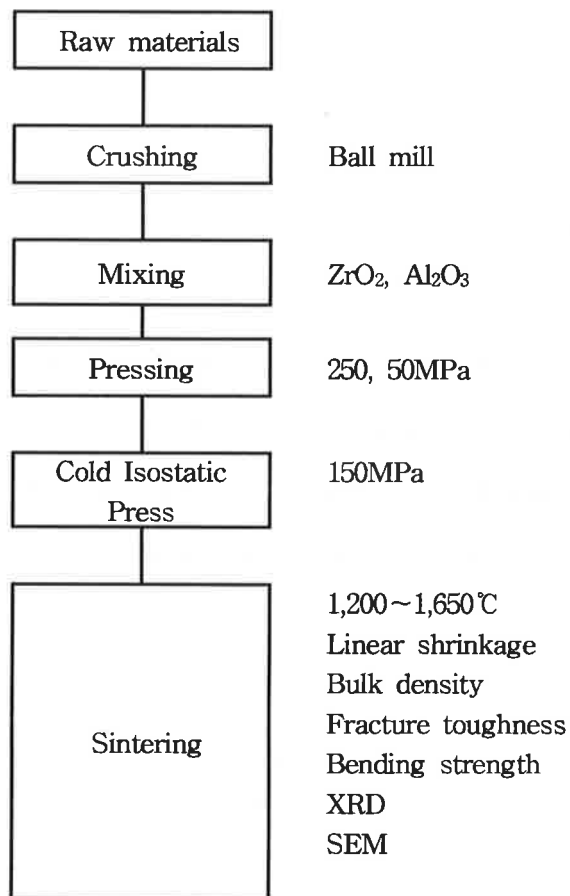 Raw materials
Crushing
Ball mill
Mixing
ZrO₂, Al₂O₃
Pressing
250, 50MPa
Cold Isostatic
Press
150MPa
Sintering
1,200~1,650℃
Linear shrinkage
Bulk density
Fracture toughness
Bending strength
XRD
SEM